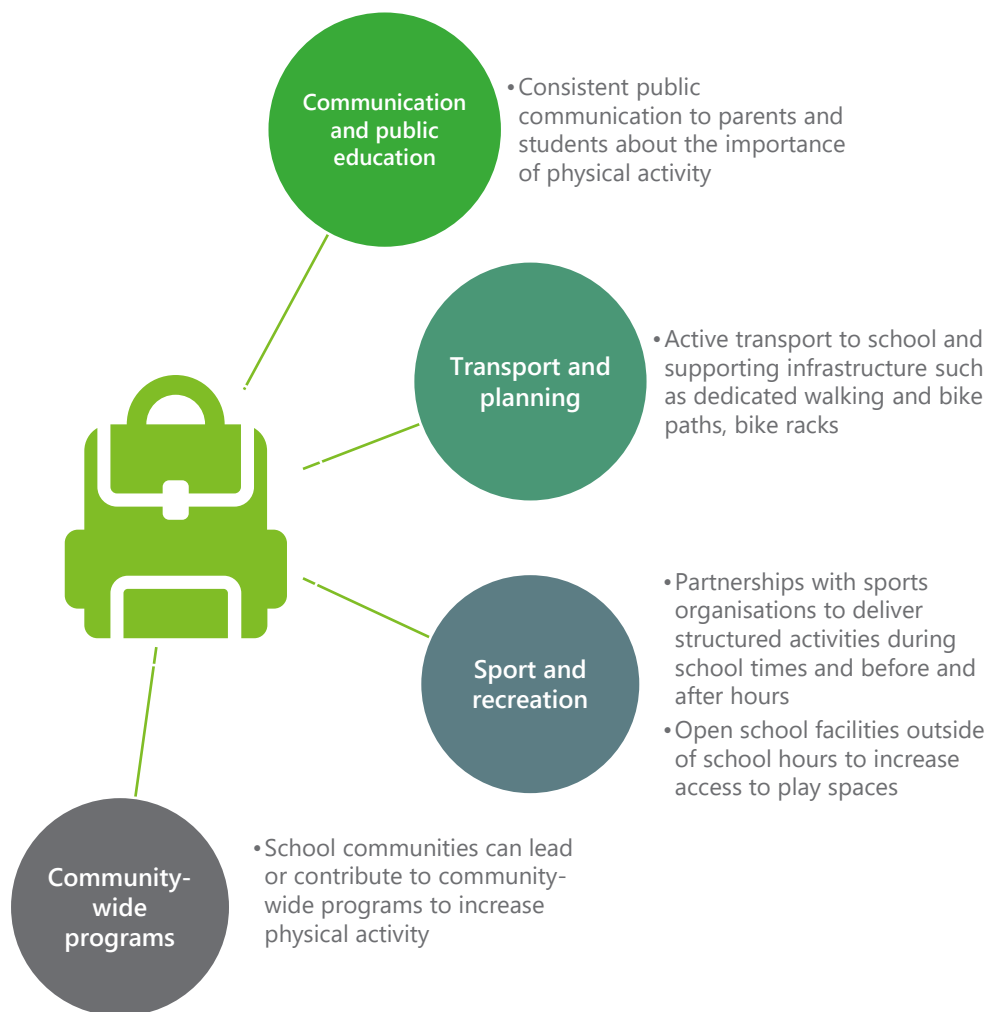 Communication
and public
education
•Consistent public
communication to parents and
students about the importance
of physical activity
Transport and
planning
•Active transport to school and
supporting infrastructure such
as dedicated walking and bike
paths, bike racks
Sport and
recreation
•Partnerships with sports
organisations to deliver
structured activities during
school times and before and
after hours
•Open school facilities outside
of school hours to increase
access to play spaces
Community-
wide
programs
•School communities can lead
or contribute to community-
wide programs to increase
physical activity